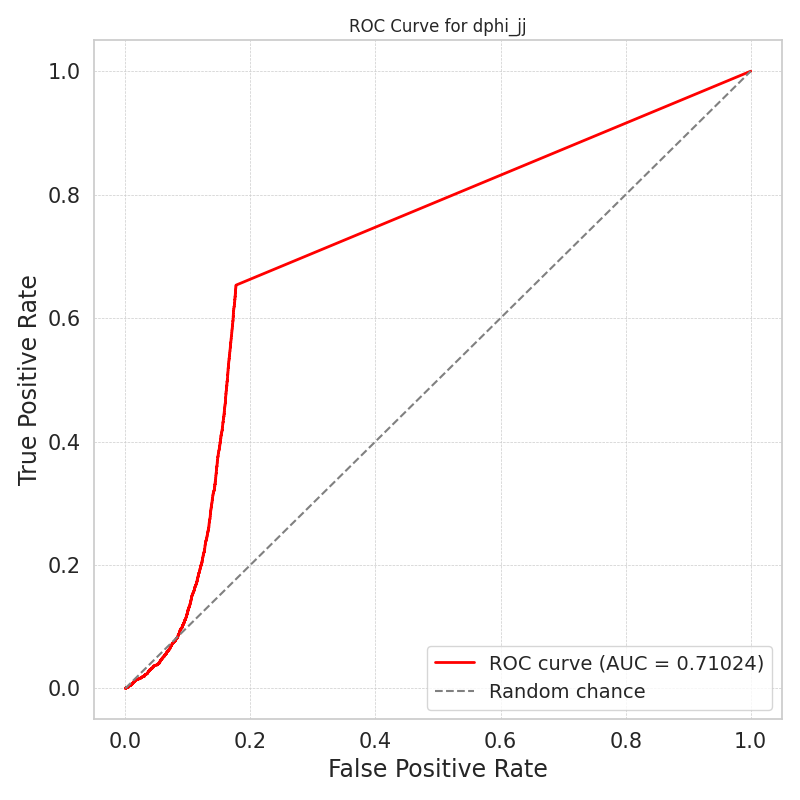 ROC Curve for dphi_jj
1.0
0.8
0.6
0.4
0.2
0.0
True Positive Rate
ROC curve (AUC = 0.71024)
Random chance
0.0 0.2 0.4 0.6 0.8 1.0
False Positive Rate